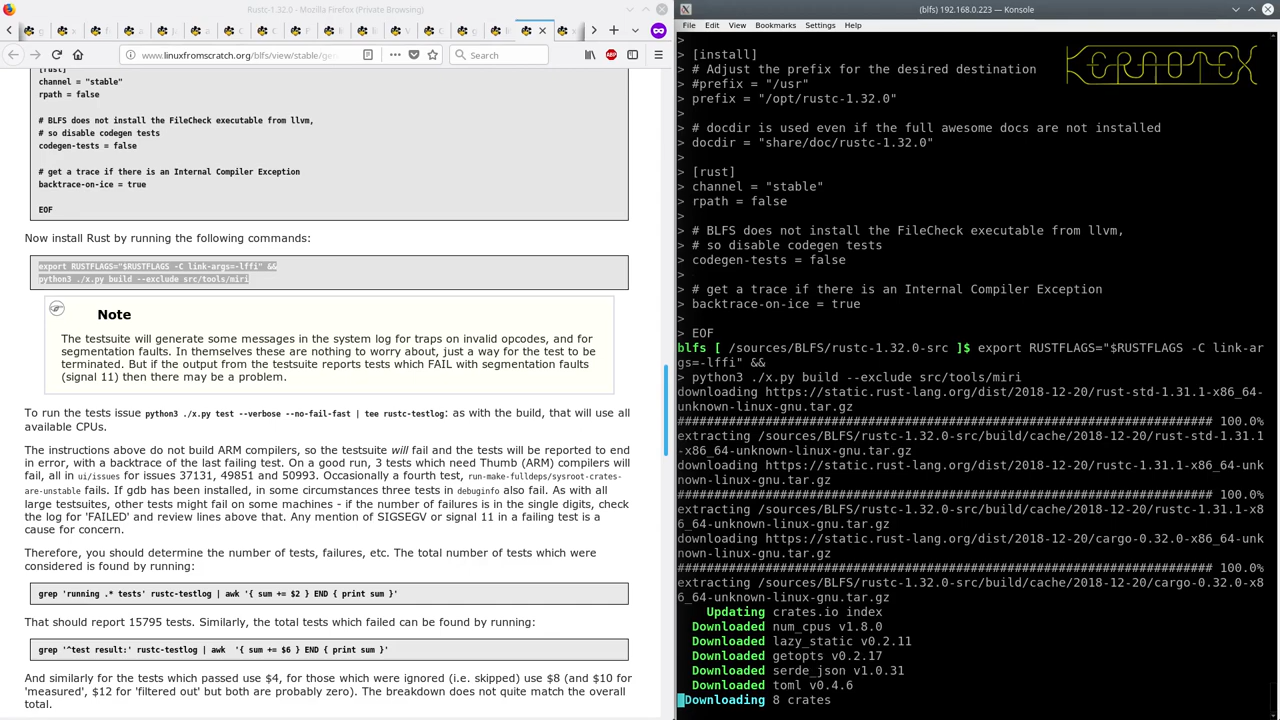 Rustc-1.32.0 - Mozilla Firefox (Private Browsing)
www.linuxfromscratch.org/blfs/view/stable/ge
Search
[rust]
channel = "stable"
rpath = false
# BLFS does not install the FileCheck executable from llvm,
# so disable codegen tests
codegen-tests = false
# get a trace if there is an Internal Compiler Exception
backtrace-on-ice = true
EOF
Now install Rust by running the following commands:
export RUSTFLAGS="$RUSTFLAGS -C link-args=-lffi" &&
python3 ./x.py build --exclude src/tools/miri
Note
The testsuite will generate some messages in the system log for traps on invalid opcodes, and for
segmentation faults. In themselves these are nothing to worry about, just a way for the test to be
terminated. But if the output from the testsuite reports tests which FAIL with segmentation faults
(signal 11) then there may be a problem.
To run the tests issue python3 ./x.py test --verbose --no-fail-fast | tee rustc-testlog: as with the build, that will use all
available CPUs.
The instructions above do not build ARM compilers, so the testsuite will fail and the tests will be reported to end
in error, with a backtrace of the last failing test. On a good run, 3 tests which need Thumb (ARM) compilers will
fail, all in ui/issues for issues 37131, 49851 and 50993. Occasionally a fourth test, run-make-fulldeps/sysroot-crates-
are-unstable fails. If gdb has been installed, in some circumstances three tests in debuginfo also fail. As with all
large testsuites, other tests might fail on some machines - if the number of failures is in the single digits, check
the log for 'FAILED' and review lines above that. Any mention of SIGSEGV or signal 11 in a failing test is a
cause for concern.
Therefore, you should determine the number of tests, failures, etc. The total number of tests which were
considered is found by running:
grep 'running .* tests' rustc-testlog | awk '{ sum += $2 } END { print sum }'
That should report 15795 tests. Similarly, the total tests which failed can be found by running:
grep '^test result:' rustc-testlog | awk  '{ sum += $6 } END { print sum }'
And similarly for the tests which passed use $4, for those which were ignored (i.e. skipped) use $8 (and $10 for
'measured', $12 for 'filtered out' but both are probably zero). The breakdown does not quite match the overall
total.
(blfs) 192.168.0.223 — Konsole
File Edit View Bookmarks Settings Help
KERAOTEX
>
> [install]
> # Adjust the prefix for the desired destination
> #prefix = "/usr"
> prefix = "/opt/rustc-1.32.0"
>
> # docdir is used even if the full awesome docs are not installed
> docdir = "share/doc/rustc-1.32.0"
>
> [rust]
> channel = "stable"
> rpath = false
>
> # BLFS does not install the FileCheck executable from llvm,
> # so disable codegen tests
> codegen-tests = false
>
> # get a trace if there is an Internal Compiler Exception
> backtrace-on-ice = true
>
> EOF
blfs [ /sources/BLFS/rustc-1.32.0-src ]$ export RUSTFLAGS="$RUSTFLAGS -C link-ar
gs=-lffi" &&
> python3 ./x.py build --exclude src/tools/miri
downloading https://static.rust-lang.org/dist/2018-12-20/rust-std-1.31.1-x86_64-
unknown-linux-gnu.tar.gz
######################################################################## 100.0%
extracting /sources/BLFS/rustc-1.32.0-src/build/cache/2018-12-20/rust-std-1.31.1
-x86_64-unknown-linux-gnu.tar.gz
downloading https://static.rust-lang.org/dist/2018-12-20/rustc-1.31.1-x86_64-unk
nown-linux-gnu.tar.gz
######################################################################## 100.0%
extracting /sources/BLFS/rustc-1.32.0-src/build/cache/2018-12-20/rustc-1.31.1-x8
6_64-unknown-linux-gnu.tar.gz
downloading https://static.rust-lang.org/dist/2018-12-20/cargo-0.32.0-x86_64-unk
nown-linux-gnu.tar.gz
######################################################################## 100.0%
extracting /sources/BLFS/rustc-1.32.0-src/build/cache/2018-12-20/cargo-0.32.0-x8
6_64-unknown-linux-gnu.tar.gz
Updating crates.io index
Downloaded num_cpus v1.8.0
Downloaded lazy_static v0.2.11
Downloaded getopts v0.2.17
Downloaded serde_json v1.0.31
Downloaded toml v0.4.6
Downloading 8 crates